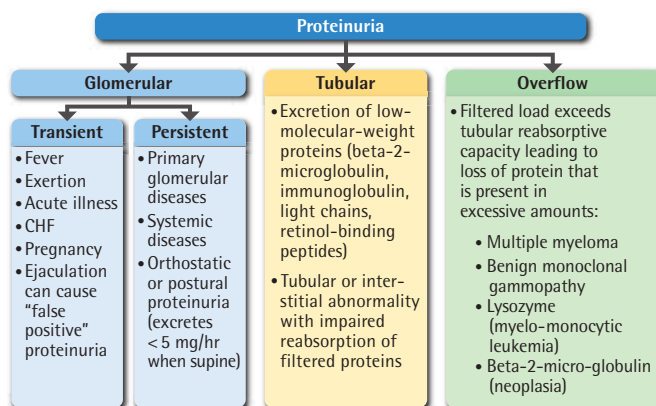 Proteinuria
Glomerular
Transient
• Fever
• Exertion
• Acute illness
• CHF
• Pregnancy
• Ejaculation
can cause
“false
positive”
proteinuria
Persistent
• Primary
glomerular
diseases
• Systemic
diseases
• Orthostatic
or postural
proteinuria
(excretes
< 5 mg/hr
when supine)
Tubular
• Excretion of low-
molecular-weight
proteins (beta-2-
microglobulin,
immunoglobulin,
light chains,
retinol-binding
peptides)
• Tubular or inter-
stitial abnormality
with impaired
reabsorption of
filtered proteins
Overflow
• Filtered load exceeds
tubular reabsorptive
capacity leading to
loss of protein that
is present in
excessive amounts:
• Multiple myeloma
• Benign monoclonal
gammopathy
• Lysozyme
(myelo-monocytic
leukemia)
• Beta-2-micro-globulin
(neoplasia)